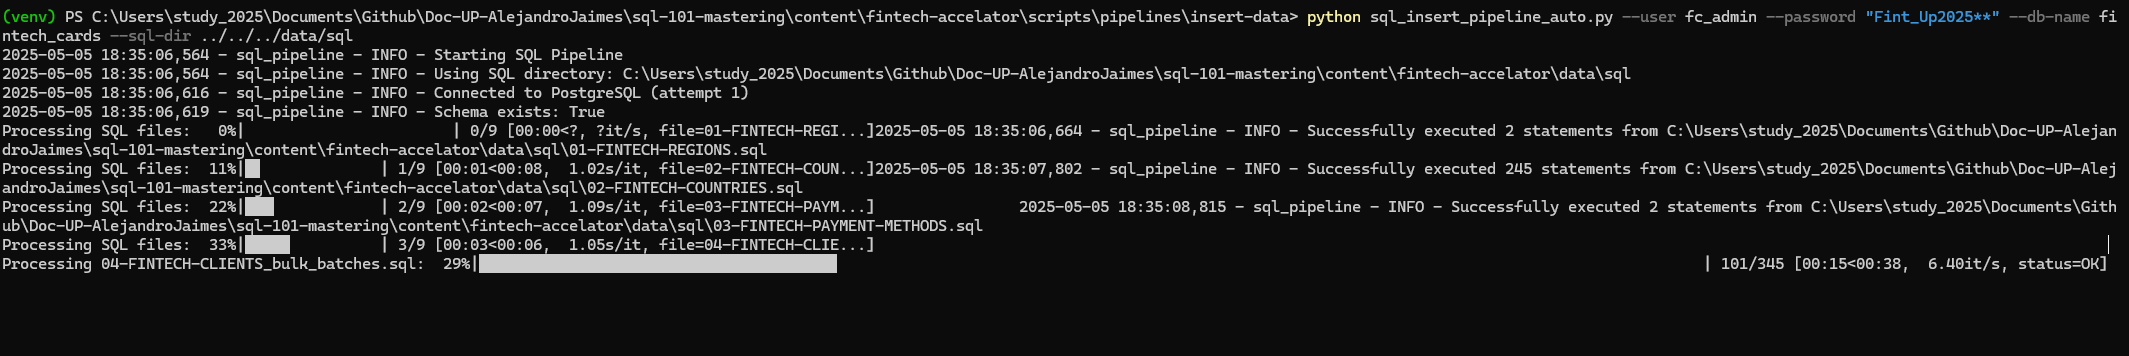 (venv) PS C:\Users\study_2025\Documents\Github\Doc-UP-AlejandroJaimes\sql-101-mastering\content\fintech-accelator\scripts\pipelines\insert-data> python sql_insert_pipeline_auto.py --user fc_admin --password "Fint_Up2025**" --db-name fi
ntech_cards --sql-dir ../../../data/sql
2025-05-05 18:35:06,564 - sql_pipeline - INFO - Starting SQL Pipeline
2025-05-05 18:35:06,564 - sql_pipeline - INFO - Using SQL directory: C:\Users\study_2025\Documents\Github\Doc-UP-AlejandroJaimes\sql-101-mastering\content\fintech-accelator\data\sql
2025-05-05 18:35:06,616 - sql_pipeline - INFO - Connected to PostgreSQL (attempt 1)
2025-05-05 18:35:06,619 - sql_pipeline - INFO - Schema exists: True
Processing SQL files:   0%|                       | 0/9 [00:00<?, ?it/s, file=01-FINTECH-REGI...]2025-05-05 18:35:06,664 - sql_pipeline - INFO - Successfully executed 2 statements from C:\Users\study_2025\Documents\Github\Doc-UP-Alejan
droJaimes\sql-101-mastering\content\fintech-accelator\data\sql\01-FINTECH-REGIONS.sql
Processing SQL files:  11%|               | 1/9 [00:01<00:08,  1.02s/it, file=02-FINTECH-COUN...]2025-05-05 18:35:07,802 - sql_pipeline - INFO - Successfully executed 245 statements from C:\Users\study_2025\Documents\Github\Doc-UP-Alej
androJaimes\sql-101-mastering\content\fintech-accelator\data\sql\02-FINTECH-COUNTRIES.sql
Processing SQL files:  22%|               | 2/9 [00:02<00:07,  1.09s/it, file=03-FINTECH-PAYM...]                2025-05-05 18:35:08,815 - sql_pipeline - INFO - Successfully executed 2 statements from C:\Users\study_2025\Documents\Gith
ub\Doc-UP-AlejandroJaimes\sql-101-mastering\content\fintech-accelator\data\sql\03-FINTECH-PAYMENT-METHODS.sql
Processing SQL files:  33%|               | 3/9 [00:03<00:06,  1.05s/it, file=04-FINTECH-CLIE...]
Processing 04-FINTECH-CLIENTS_bulk_batches.sql:  29%|               | 101/345 [00:15<00:38,  6.40it/s, status=OK]